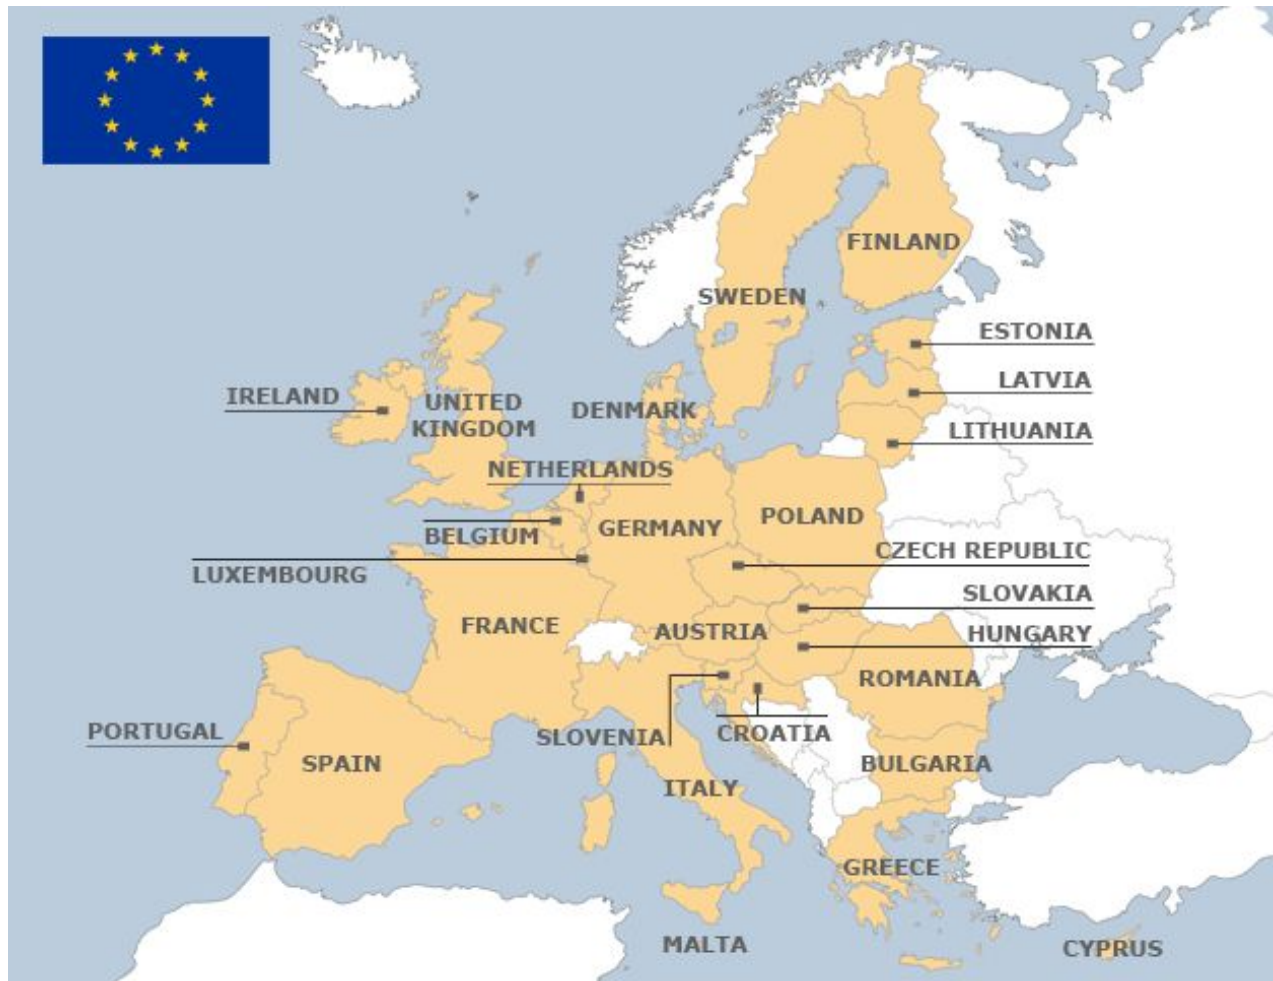 FINLAND
SWEDEN
ESTONIA
LATVIA
LITHUANIA
IRELAND
UNITED
KINGDOM
DENMARK
NETHERLANDS
BELGIUM
GERMANY
POLAND
CZECH REPUBLIC
LUXEMBOURG
SLOVAKIA
FRANCE
AUSTRIA
HUNGARY
ROMANIA
PORTUGAL
SLOVENIA
CROATIA
SPAIN
ITALY
BULGARIA
GREECE
MALTA
CYPRUS